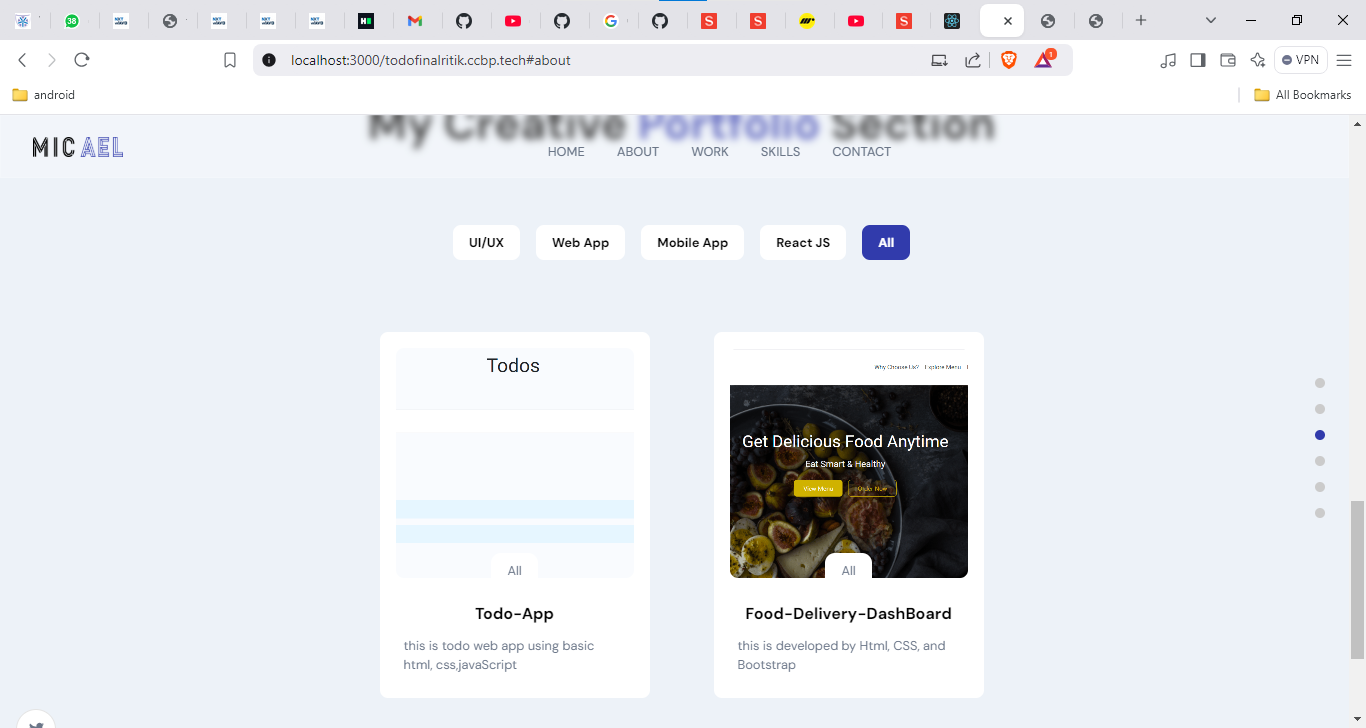 38
localhost:3000/todofinalritik.ccbp.tech#about
1
VPN
android
All Bookmarks
My Creative Portfolio Section
MICAEL
HOME ABOUT WORK SKILLS CONTACT
UI/UX Web App Mobile App React JS All
Todos
All
Todo-App
this is todo web app using basic
html, css,javaScript
Why Choose Us? Explore Menu
Get Delicious Food Anytime
Eat Smart & Healthy
View Menu Order Now
All
Food-Delivery-DashBoard
this is developed by Html, CSS, and
Bootstrap